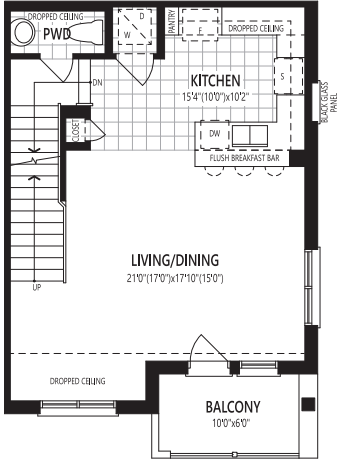 DROPPED CEILING
PWD
D
W
PANTRY
F
DROPPED CEILING
DN
KITCHEN
15'4"(10'0")x10'2"
S
BLACK GLASS
PANEL
CLOSET
DW
FLUSH BREAKFAST BAR
LIVING/DINING
21'0"(17'0")x17'10"(15'0")
UP
DROPPED CEILING
BALCONY
10'0"x6'0"